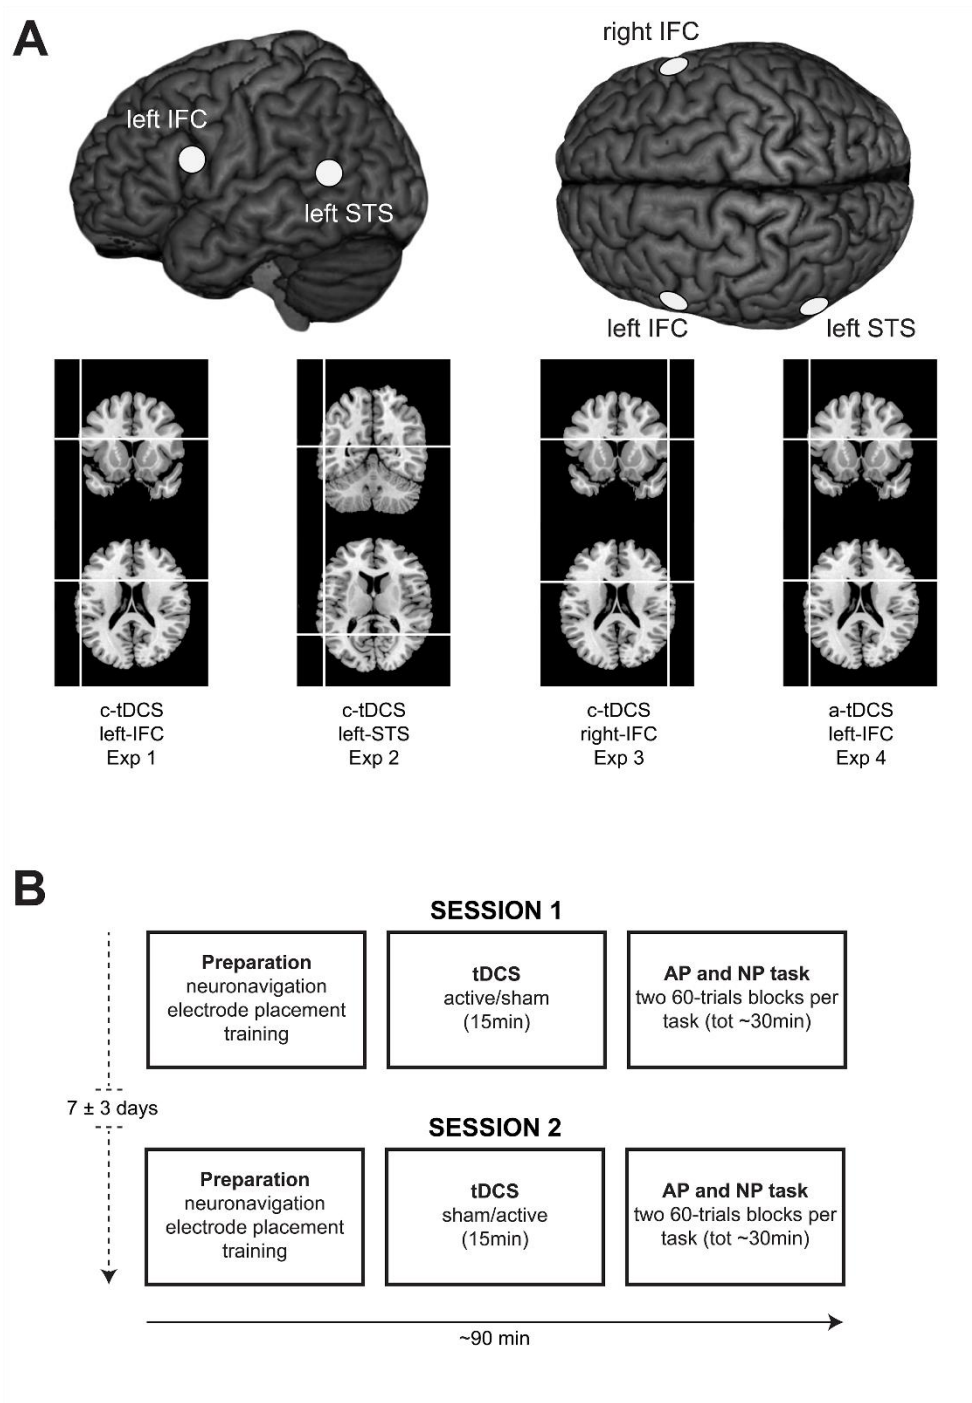 A
right IFC
left IFC
left STS
left IFC
left STS
c-tDCS
left-IFC
Exp 1
c-tDCS
left-STS
Exp 2
c-tDCS
right-IFC
Exp 3
a-tDCS
left-IFC
Exp 4
B
SESSION 1
Preparation
neuronavigation
electrode placement
training
tDCS
active/sham
(15min)
AP and NP task
two 60-trials blocks per
task (tot ~30min)
7 ± 3 days
SESSION 2
Preparation
neuronavigation
electrode placement
training
tDCS
sham/active
(15min)
AP and NP task
two 60-trials blocks per
task (tot ~30min)
~90 min